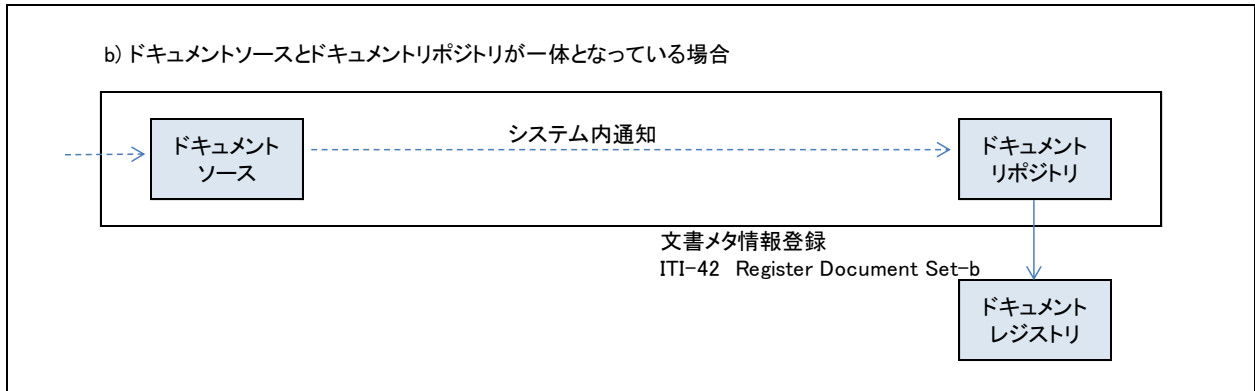 b) ドキュメントソースとドキュメントリポジトリが一体となっている場合
ドキュメント
ソース
システム内通知
ドキュメント
リポジトリ
文書メタ情報登録
ITI-42 Register Document Set-b
ドキュメント
レジストリ